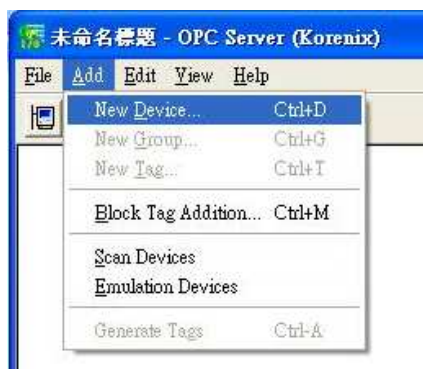 未命名標題 - OPC Server (Korenix)
File Add Edit View Help
New Device... Ctrl+D
New Group... Ctrl+G
New Tag... Ctrl+T
Block Tag Addition... Ctrl+M
Scan Devices
Emulation Devices
Generate Tags Ctrl-A